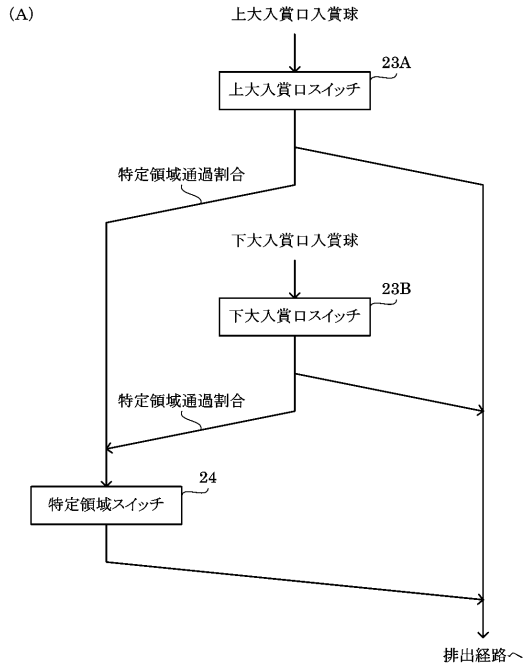 (A)
上大入賞口入賞球
23A
上大入賞口スイッチ
特定領域通過割合
下大入賞口入賞球
23B
下大入賞口スイッチ
特定領域通過割合
24
特定領域スイッチ
排出経路へ